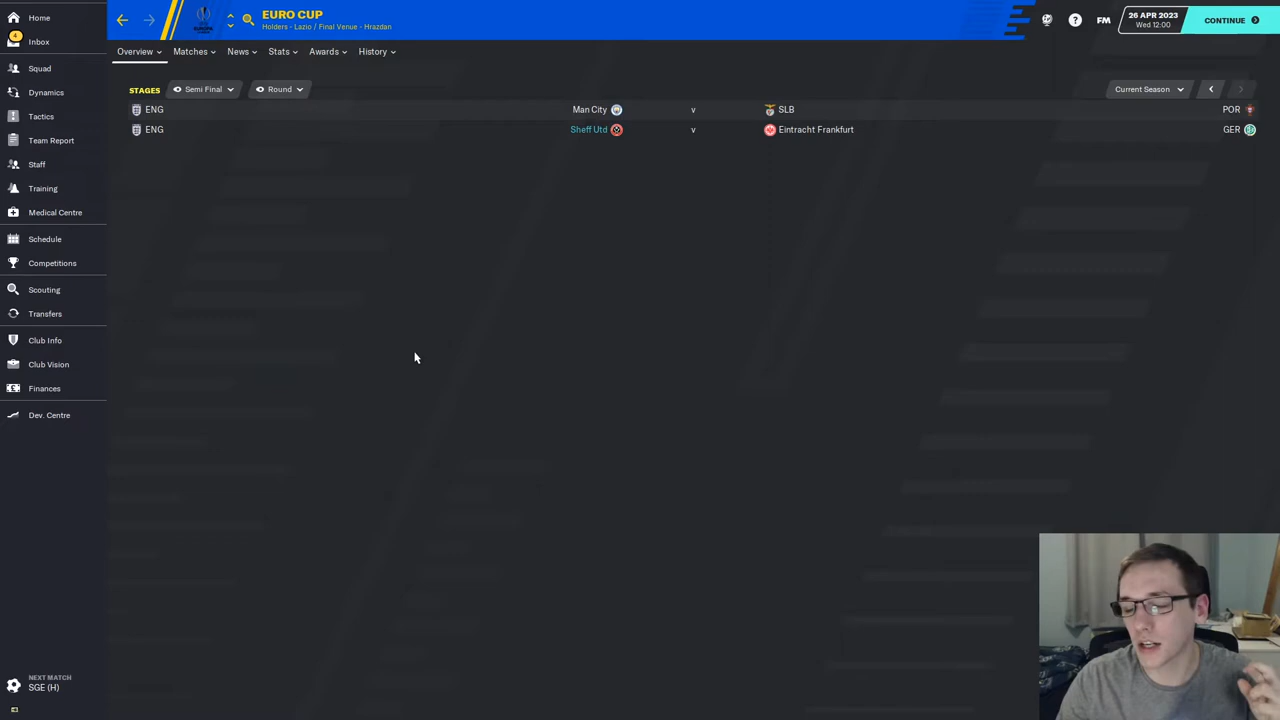 Home
4
Inbox
Squad
Dynamics
Tactics
Team Report
Staff
Training
Medical Centre
Schedule
Competitions
Scouting
Transfers
Club Info
Club Vision
Finances
Dev. Centre
NEXT MATCH
SGE (H)
EURO CUP
Holders - Lazio / Final Venue - Hrazdan
FM
26 APR 2023
Wed 12:00
CONTINUE
Overview Matches News Stats Awards History
STAGES Semi Final Round Current Season
ENG Man City v SLB POR
ENG Sheff Utd v Eintracht Frankfurt GER